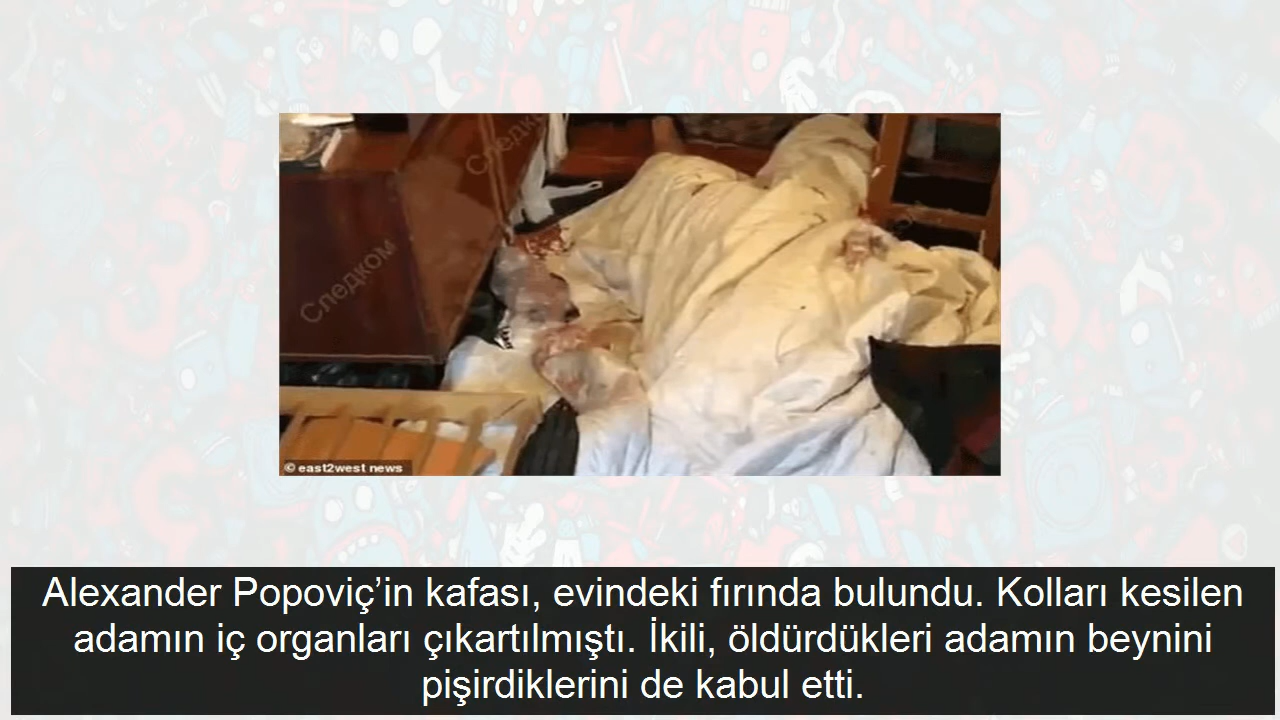 Следком
Следком
© east2west news
Alexander Popoviç’in kafası, evindeki fırında bulundu. Kolları kesilen
adamın iç organları çıkartılmıştı. İkili, öldürdükleri adamın beynini
pişirdiklerini de kabul etti.